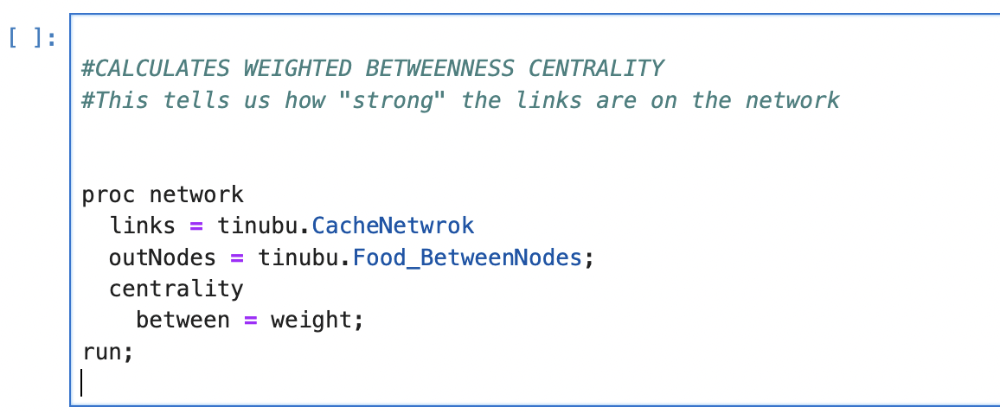 [ ]:
#CALCULATES WEIGHTED BETWEENNESS CENTRALITY
#This tells us how "strong" the links are on the network
proc network
links = tinubu.CacheNetwrok
outNodes = tinubu.Food_BetweenNodes;
centrality
between = weight;
run;